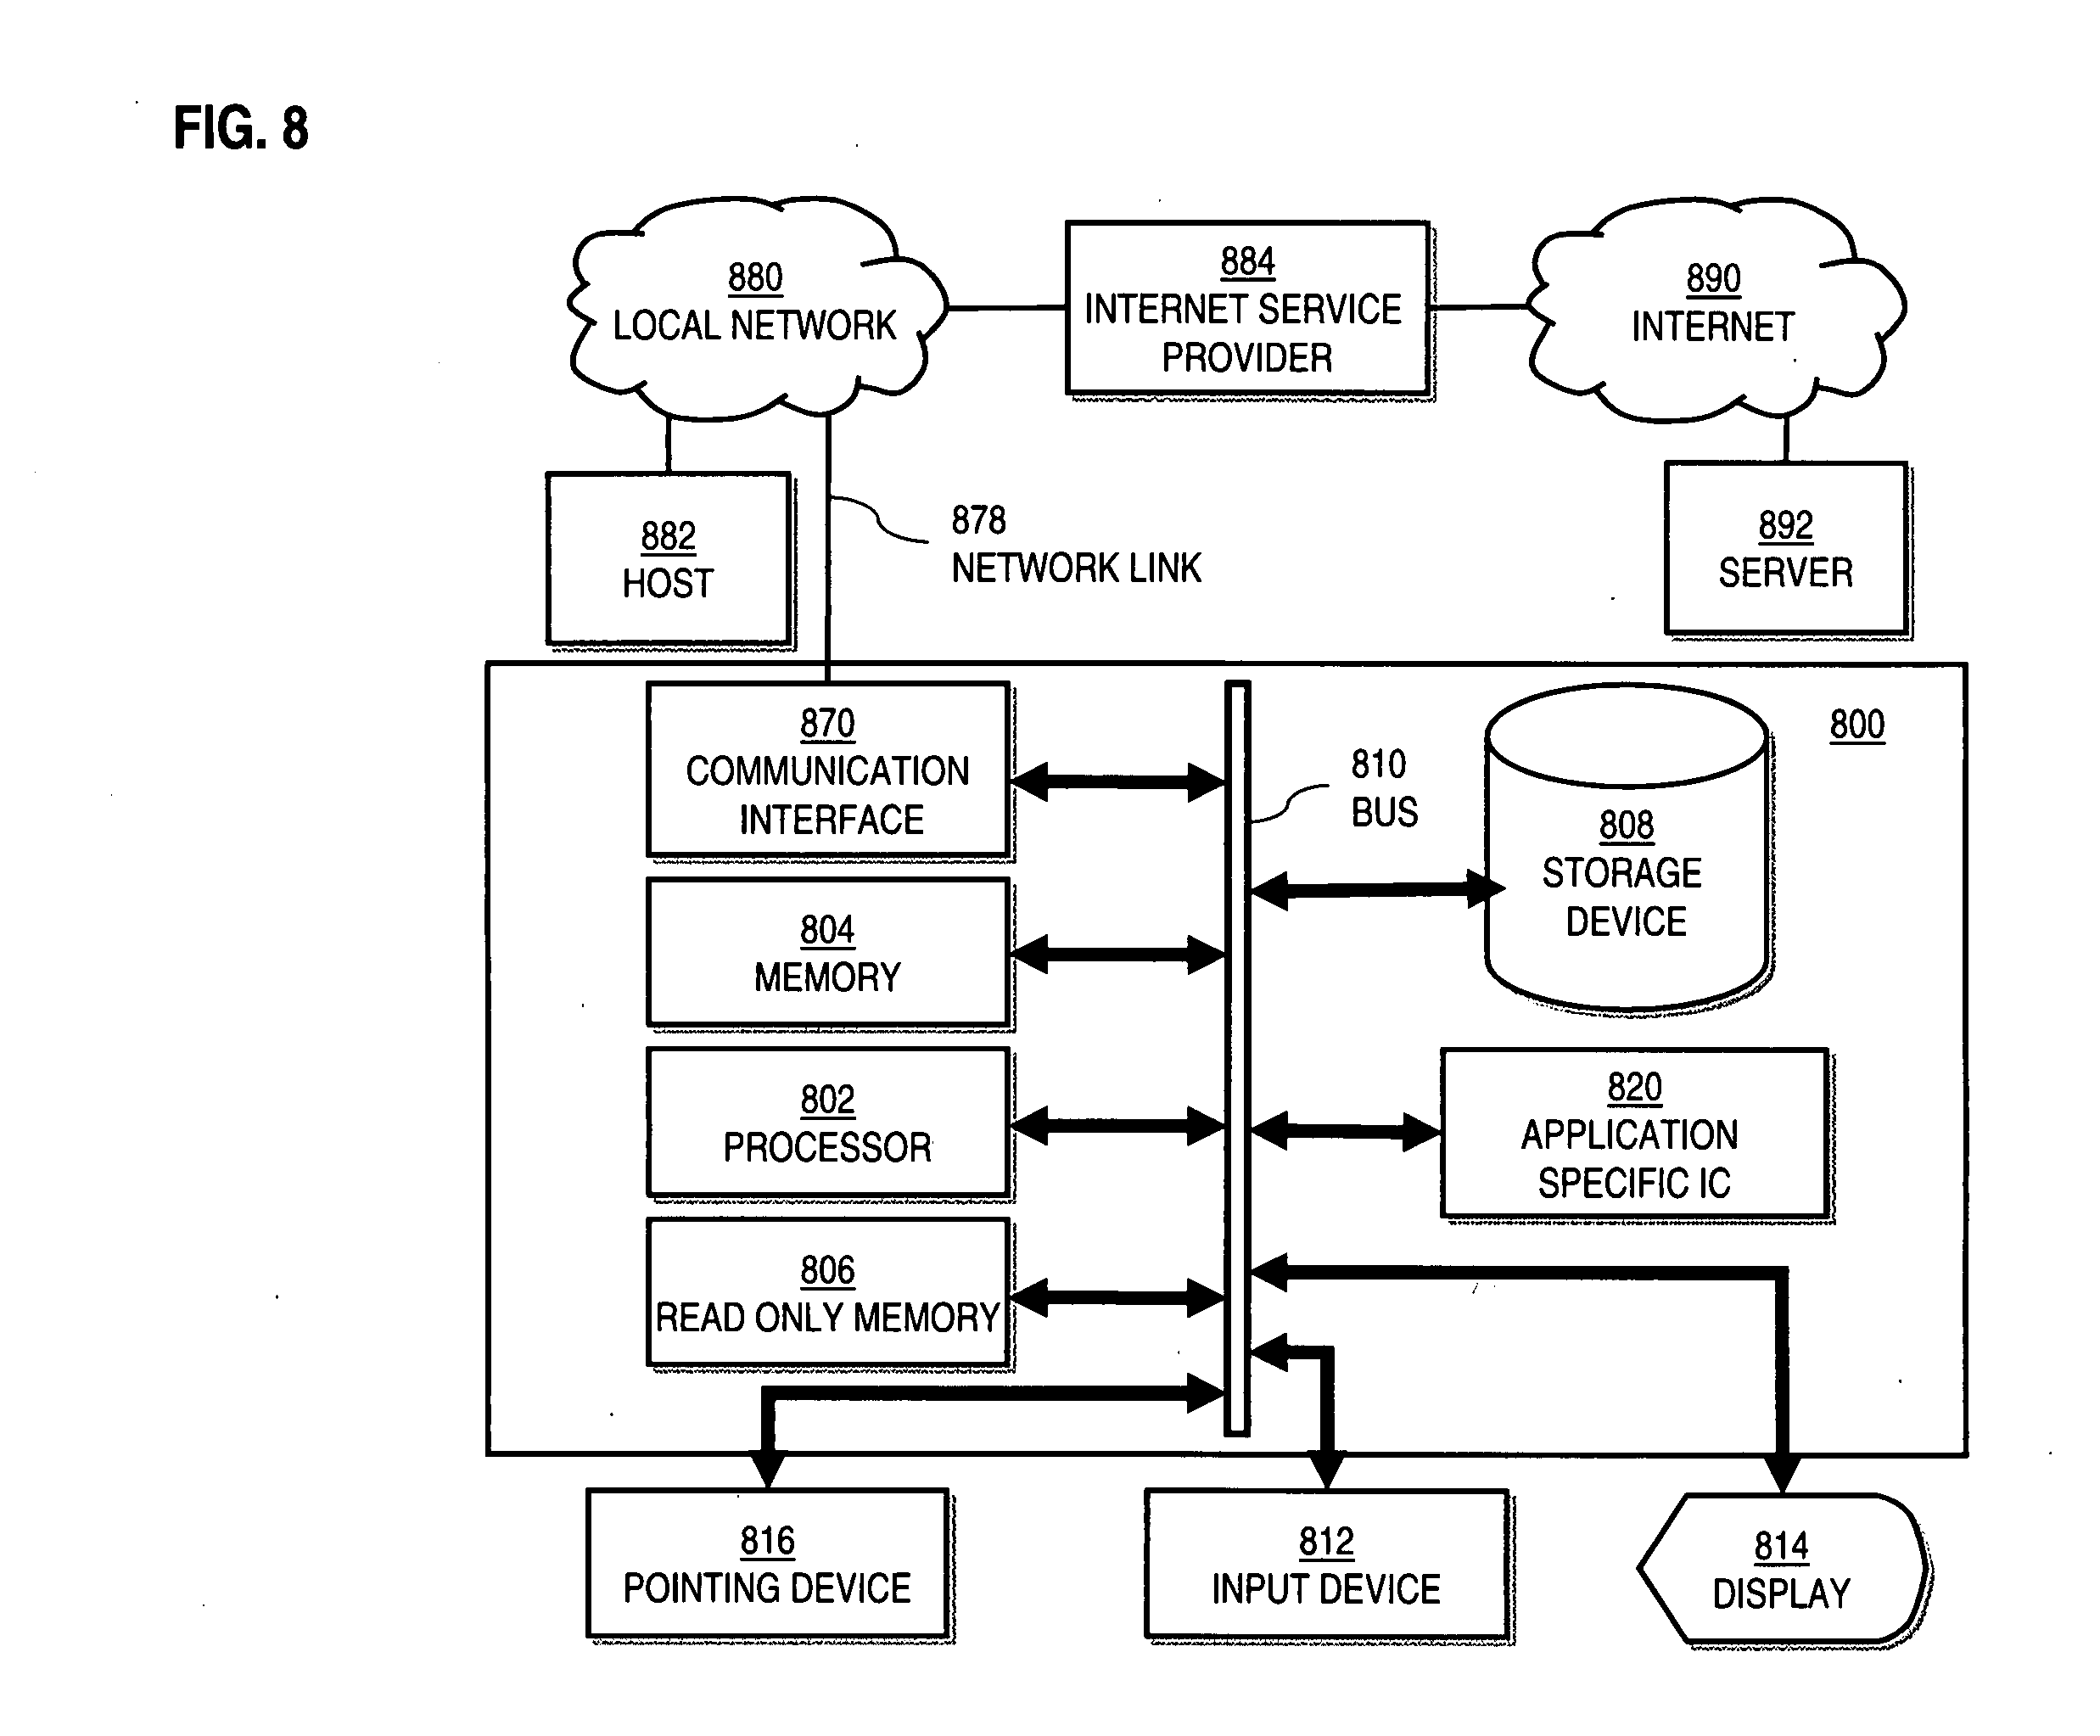 FIG. 8
880
LOCAL NETWORK
884
INTERNET SERVICE
PROVIDER
890
INTERNET
882
HOST
878
NETWORK LINK
892
SERVER
870
COMMUNICATION
INTERFACE
810
BUS
800
808
STORAGE
DEVICE
804
MEMORY
802
PROCESSOR
820
APPLICATION
SPECIFIC IC
806
READ ONLY MEMORY
816
POINTING DEVICE
812
INPUT DEVICE
814
DISPLAY